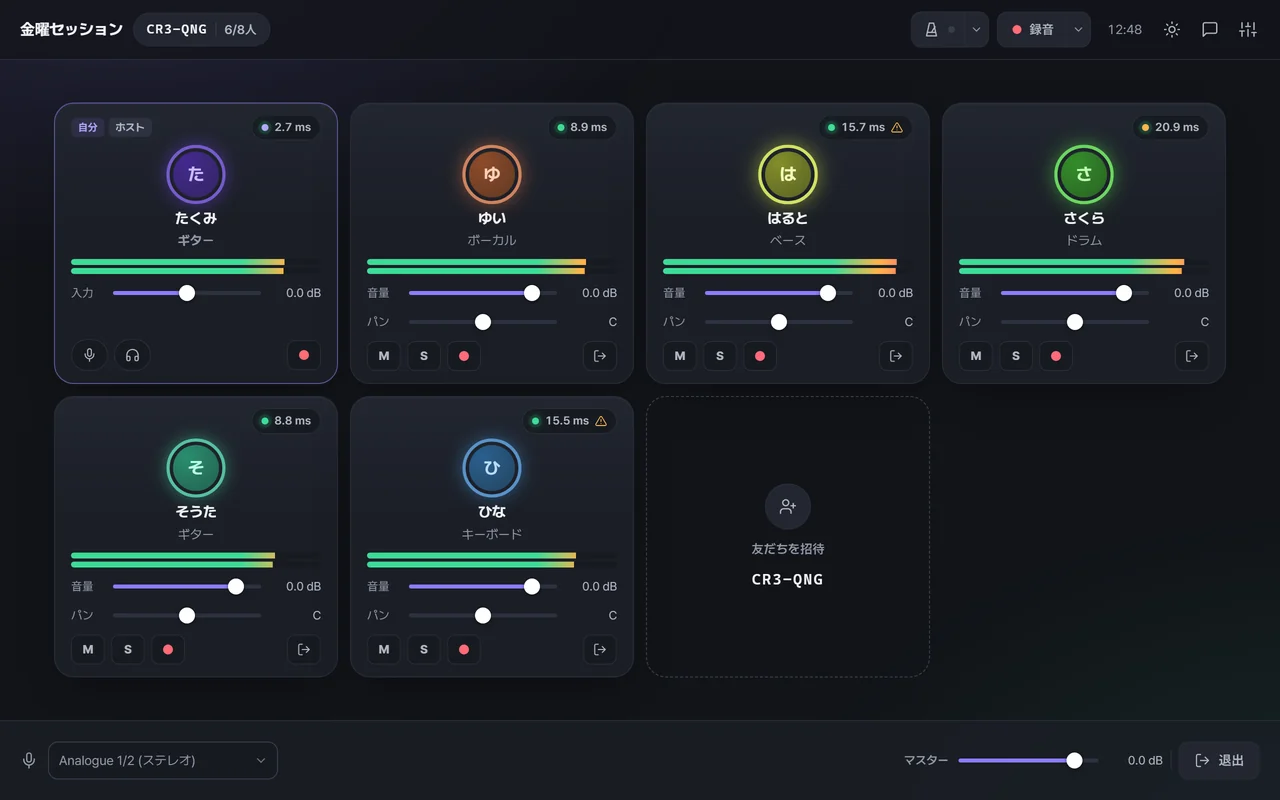 金曜セッション CR3-QNG 6/8人 録音 12:48
自分 ホスト 2.7 ms
た
たくみ
ギター
入力 0.0 dB
8.9 ms
ゆ
ゆい
ボーカル
音量 0.0 dB
パン C
M S
15.7 ms
は
はると
ベース
音量 0.0 dB
パン C
M S
20.9 ms
さ
さくら
ドラム
音量 0.0 dB
パン C
M S
8.8 ms
そ
そうた
ギター
音量 0.0 dB
パン C
M S
15.5 ms
ひ
ひな
キーボード
音量 0.0 dB
パン C
M S
友だちを招待
CR3-QNG
Analogue 1/2 (ステレオ) マスター 0.0 dB 退出